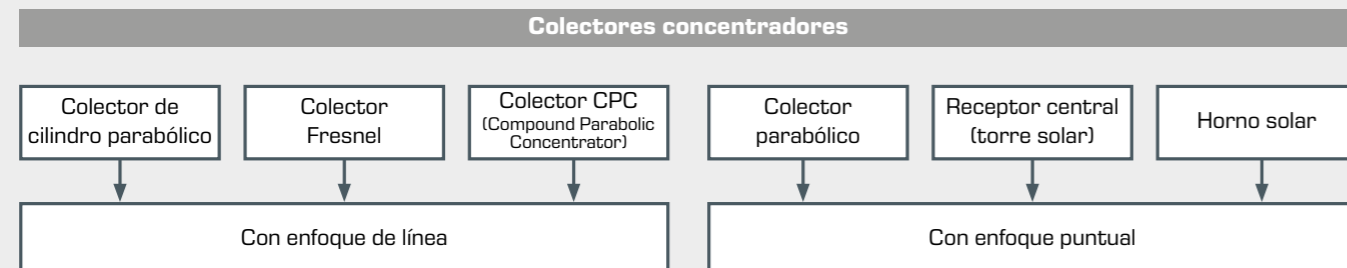 Colectores concentradores
Colector de
cilindro parabólico
Colector
Fresnel
Colector CPC
(Compound Parabolic
Concentrator)
Colector
parabólico
Receptor central
(torre solar)
Horno solar
Con enfoque de línea
Con enfoque puntual